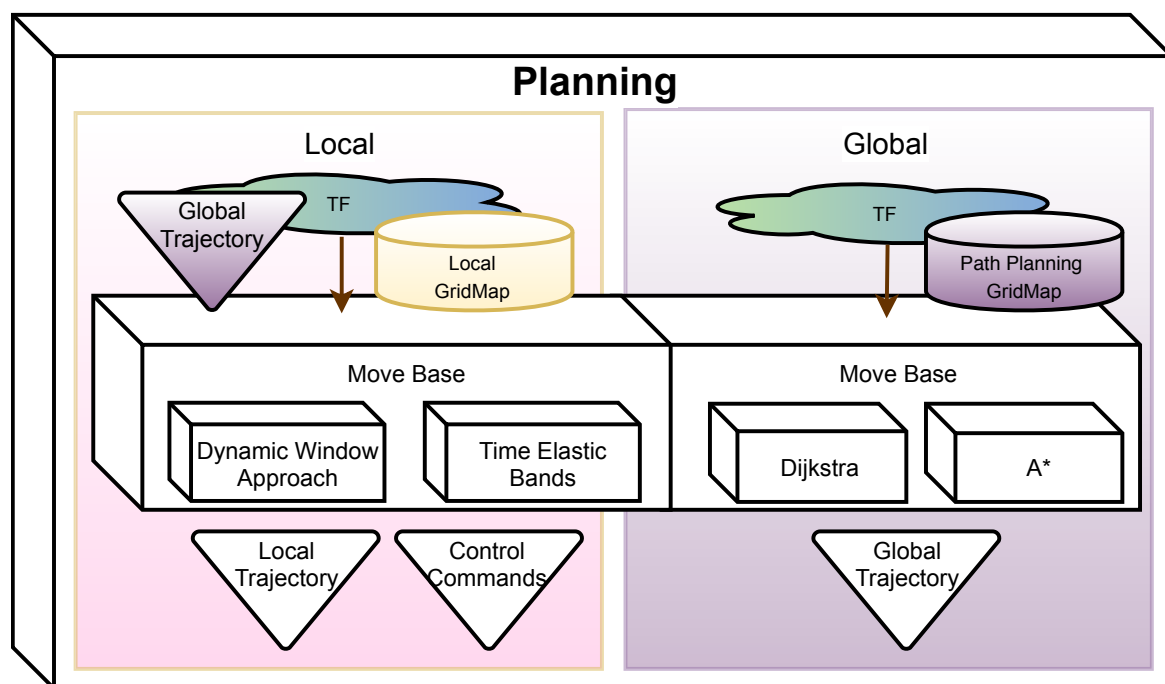 Planning
Local
TF
Global
Trajectory
Local
GridMap
Move Base
Dynamic Window
Approach
Time Elastic
Bands
Local
Trajectory
Control
Commands
Global
TF
Path Planning
GridMap
Move Base
Dijkstra
A*
Global
Trajectory